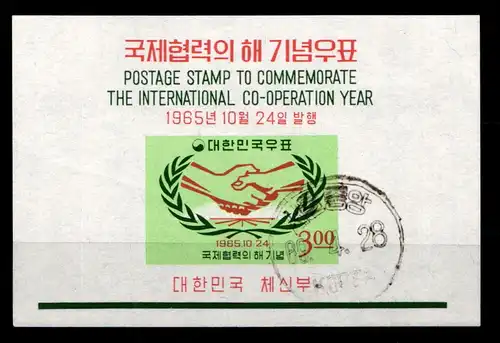 국제협력의 해 기념우표
POSTAGE STAMP TO COMMEMORATE
THE INTERNATIONAL CO-OPERATION YEAR
1965년 10월 24일 발행
대한민국우표
1965.10.24.
3.00
국제협력의해기념
28
KOREA
대한민국 체신부